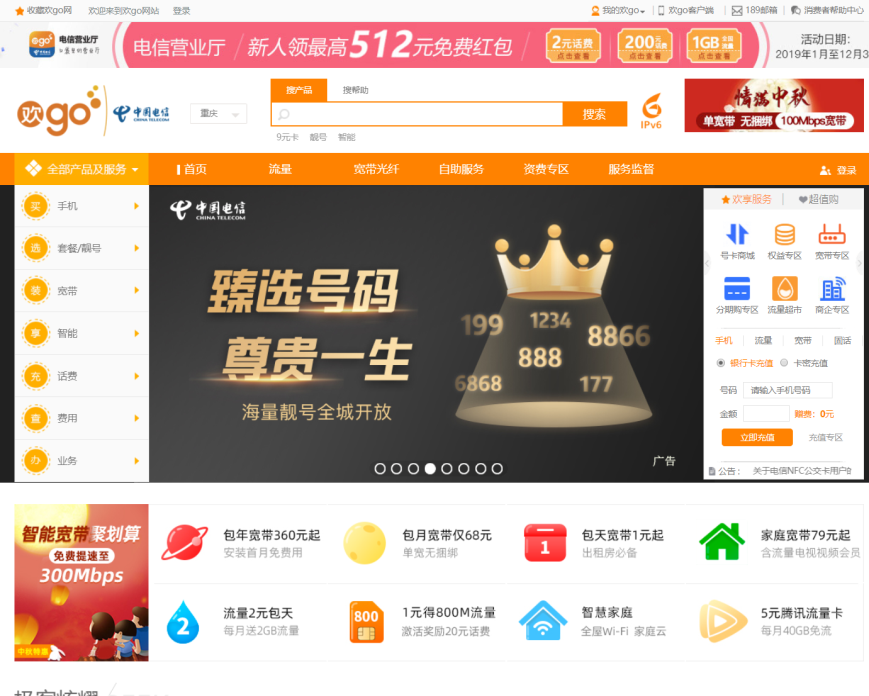 收藏欢go网 欢迎来到欢go网站 登录 我的欢go 欢go客户端 189邮箱 消费者帮助中心
欢go 电信营业厅 电信营业厅 新人领最高512元免费红包 2元话费 点击查看 200元话费 点击查看 1GB全国流量 点击查看 活动日期:
2019年1月至12月3
欢go 中国电信 CHINA TELECOM 重庆
搜产品 搜帮助
搜索
9元卡 靓号 智能
IPv6
情满中秋
单宽带 无捆绑 100Mbps宽带
全部产品及服务 首页 流量 宽带光纤 自助服务 资费专区 服务监督 登录
买 手机
选 套餐/靓号
装 宽带
享 智能
充 话费
查 费用
办 业务
中国电信
CHINA TELECOM
臻选号码
尊贵一生
海量靓号全城开放
199 1234 8866
888
6868 177
广告
欢享服务 超值购
号卡商城 权益专区 宽带专区
分期购专区 流量超市 商企专区
手机 流量 宽带 固话
银行卡充值 卡密充值
号码 请输入手机号码
金额 赠费：0元
立即充值 充值专区
公告： 关于电信NFC公交卡用户的
智能宽带聚划算
免费提速至
300Mbps
中秋特惠
包年宽带360元起
安装首月免费用
包月宽带仅68元
单宽无捆绑
1
包天宽带1元起
出租房必备
家庭宽带79元起
含流量电视视频会员
2
流量2元包天
每月送2GB流量
800
1元得800M流量
激活奖励20元话费
智慧家庭
全屋Wi-Fi 家庭云
5元腾讯流量卡
每月40GB免流